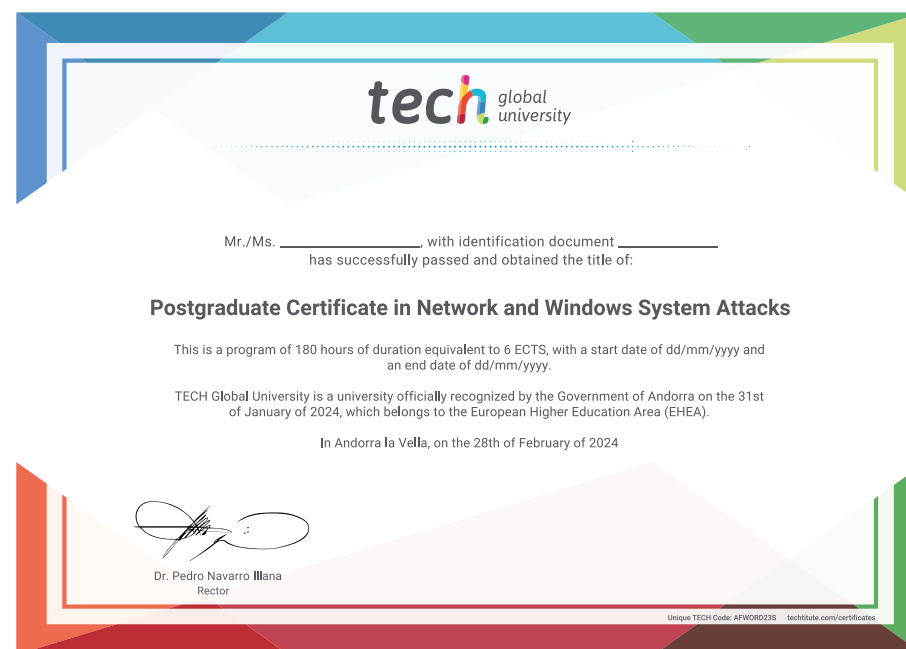 tech global university
Mr./Ms. ____________________, with identification document ______________
has successfully passed and obtained the title of:
Postgraduate Certificate in Network and Windows System Attacks
This is a program of 180 hours of duration equivalent to 6 ECTS, with a start date of dd/mm/yyyy and
an end date of dd/mm/yyyy.
TECH Global University is a university officially recognized by the Government of Andorra on the 31st
of January of 2024, which belongs to the European Higher Education Area (EHEA).
In Andorra la Vella, on the 28th of February of 2024
Dr. Pedro Navarro Illana
Rector
Unique TECH Code: AFWORD23S techtitute.com/certificates